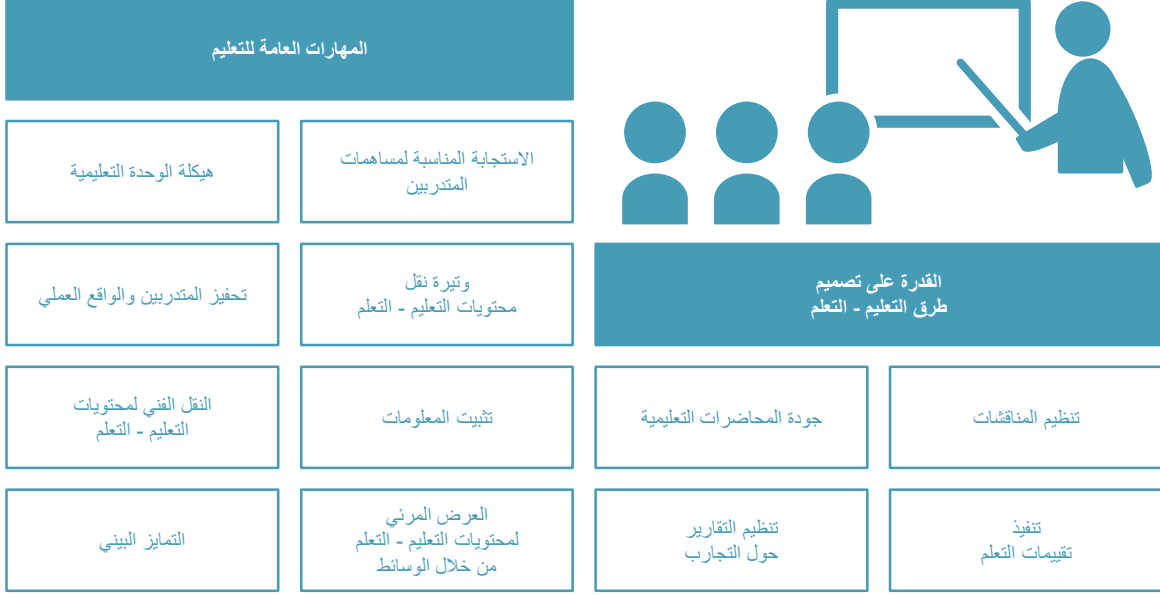 المهارات العامة للتعليم
الاستجابة المناسبة لمساهمات
المتدربين
هيكلة الوحدة التعليمية
وتيرة نقل
محتويات التعليم - التعلم
تحفيز المتدربين والواقع العملي
تثبيت المعلومات
النقل الفني لمحتويات
التعليم - التعلم
العرض المرئي
لمحتويات التعليم - التعلم
من خلال الوسائط
التمايز البيني
القدرة على تصميم
طرق التعليم - التعلم
تنظيم المناقشات
جودة المحاضرات التعليمية
تنفيذ
تقييمات التعلم
تنظيم التقارير
حول التجارب